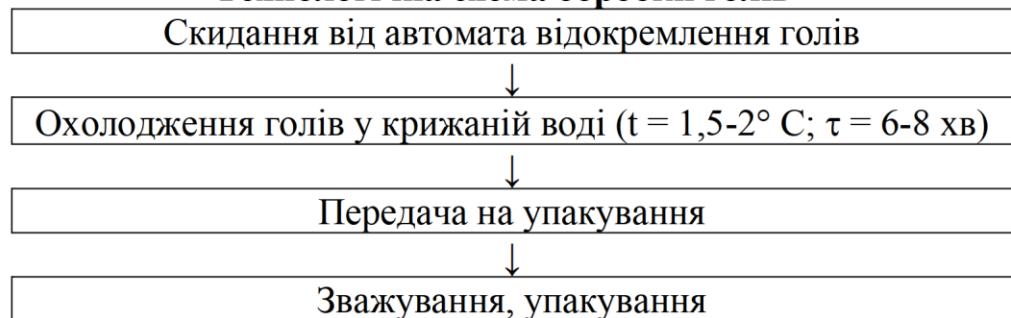 Скидання від автомата відокремлення голів
↓
Охолодження голів у крижаній воді (t = 1,5-2° С; τ = 6-8 хв)
↓
Передача на упакування
↓
Зважування, упакування